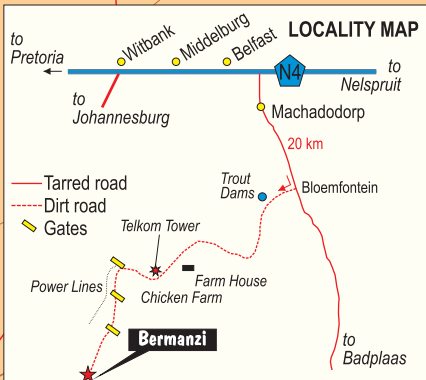 LOCALITY MAP
to
Pretoria
Witbank
Middelburg
Belfast
N4
to
Nelspruit
to
Johannesburg
Machadodorp
20 km
Tarred road
Dirt road
Gates
Trout
Dams
Bloemfontein
Telkom Tower
Power Lines
Farm House
Chicken Farm
Bermanzi
to
Badplaas